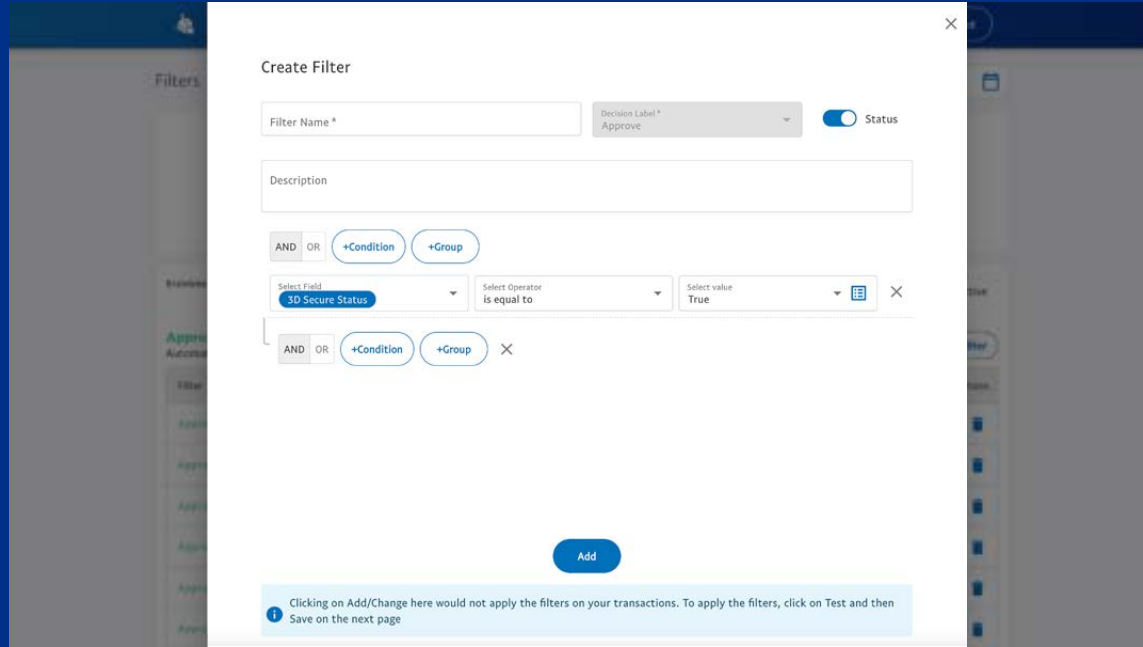 Create Filter
Filters
Filter Name *
Decision Label *
Approve
Status
Description
AND OR +Condition +Group
Select Field
3D Secure Status
Select Operator
is equal to
Select value
True
AND OR +Condition +Group
Add
Clicking on Add/Change here would not apply the filters on your transactions. To apply the filters, click on Test and then
Save on the next page